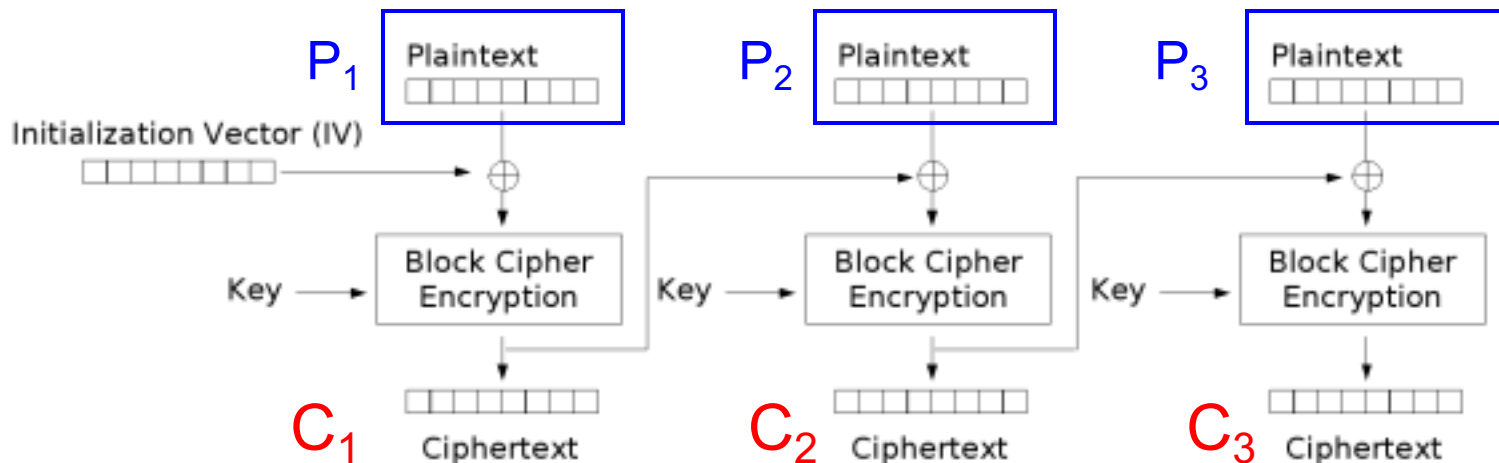 P1 Plaintext
P2 Plaintext
P3 Plaintext
Initialization Vector (IV)
Key
Block Cipher
Encryption
Key
Block Cipher
Encryption
Key
Block Cipher
Encryption
C1 Ciphertext
C2 Ciphertext
C3 Ciphertext